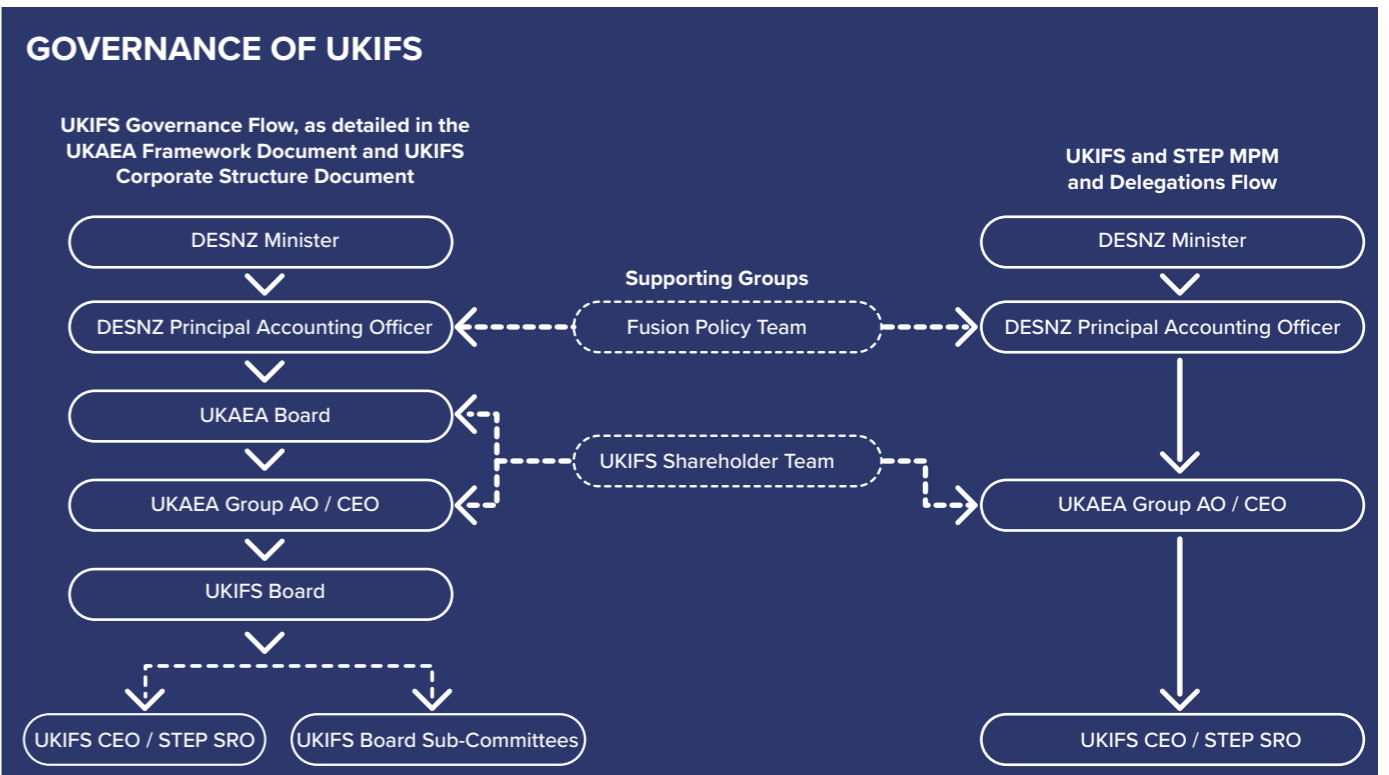 GOVERNANCE OF UKIFS
UKIFS Governance Flow, as detailed in the
UKAEA Framework Document and UKIFS
Corporate Structure Document
DESNZ Minister
DESNZ Principal Accounting Officer
UKAEA Board
UKAEA Group AO / CEO
UKIFS Board
UKIFS CEO / STEP SRO
UKIFS Board Sub-Committees
Supporting Groups
Fusion Policy Team
UKIFS Shareholder Team
UKIFS and STEP MPM
and Delegations Flow
DESNZ Minister
DESNZ Principal Accounting Officer
UKAEA Group AO / CEO
UKIFS CEO / STEP SRO